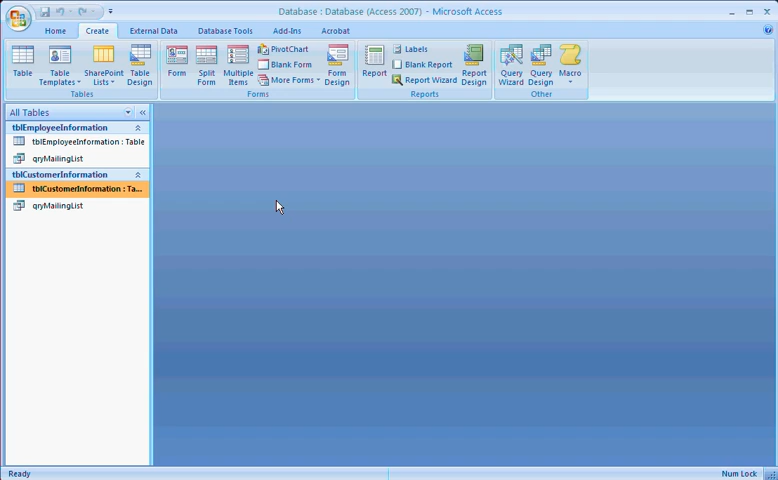 Database : Database (Access 2007) - Microsoft Access
Home Create External Data Database Tools Add-Ins Acrobat
Table
Table Templates
SharePoint Lists
Table Design
Tables
Form
Split Form
Multiple Items
PivotChart
Blank Form
More Forms
Form Design
Forms
Report
Labels
Blank Report
Report Wizard
Report Design
Reports
Query Wizard
Query Design
Macro
Other
All Tables
tblEmployeeInformation
tblEmployeeInformation : Table
qryMailingList
tblCustomerInformation
tblCustomerInformation : Ta...
qryMailingList
Ready
Num Lock